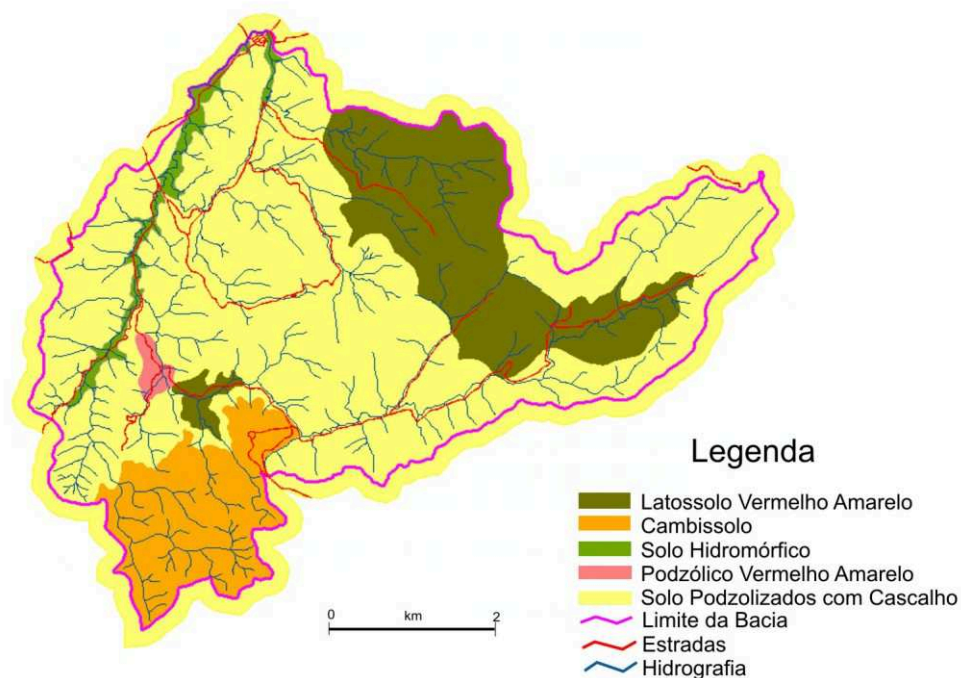 Legenda
Latossolo Vermelho Amarelo
Cambissolo
Solo Hidromórfico
Podzólico Vermelho Amarelo
Solo Podzolizados com Cascalho
Limite da Bacia
Estradas
Hidrografia
0 km 2